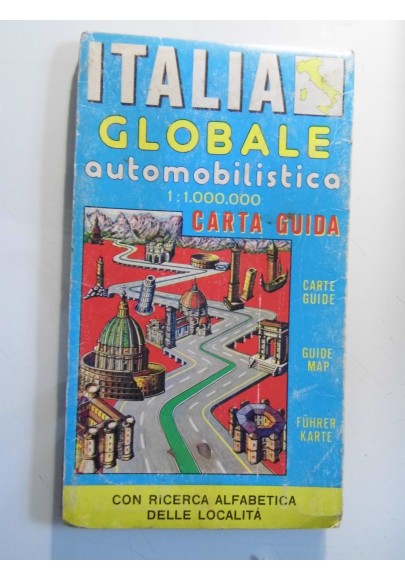 ITALIA
GLOBALE
automobilistica
1:1.000.000
CARTA-GUIDA
CARTE
GUIDE
GUIDE
MAP
FÜHRER
KARTE
CON RICERCA ALFABETICA
DELLE LOCALITÀ